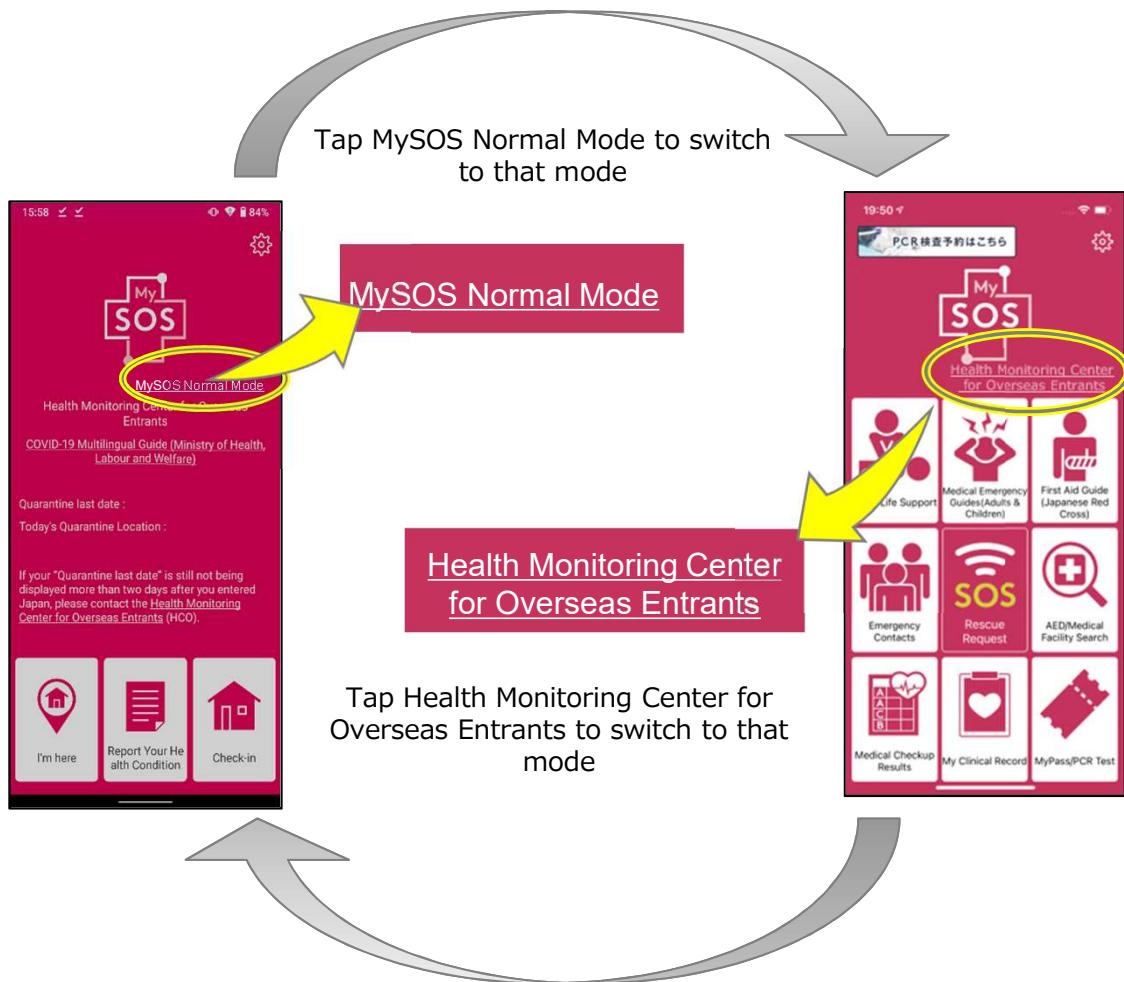 Tap MySOS Normal Mode to switch
to that mode
15:58
84%
My
SOS
MySOS Normal Mode
Health Monitoring Center for Overseas
Entrants
COVID-19 Multilingual Guide (Ministry of Health,
Labour and Welfare)
Quarantine last date :
Today's Quarantine Location :
If your "Quarantine last date" is still not being
displayed more than two days after you entered
Japan, please contact the Health Monitoring
Center for Overseas Entrants (HCO).
I'm here
Report Your He
alth Condition
Check-in
MySOS Normal Mode
Health Monitoring Center
for Overseas Entrants
Tap Health Monitoring Center for
Overseas Entrants to switch to that
mode
19:50
PCR検査予約はこちら
My
SOS
Health Monitoring Center
for Overseas Entrants
Life Support
Medical Emergency
Guides(Adults &
Children)
First Aid Guide
(Japanese Red
Cross)
Emergency
Contacts
SOS
Rescue
Request
AED/Medical
Facility Search
A
A
C
B
Medical Checkup
Results
My Clinical Record
MyPass/PCR Test